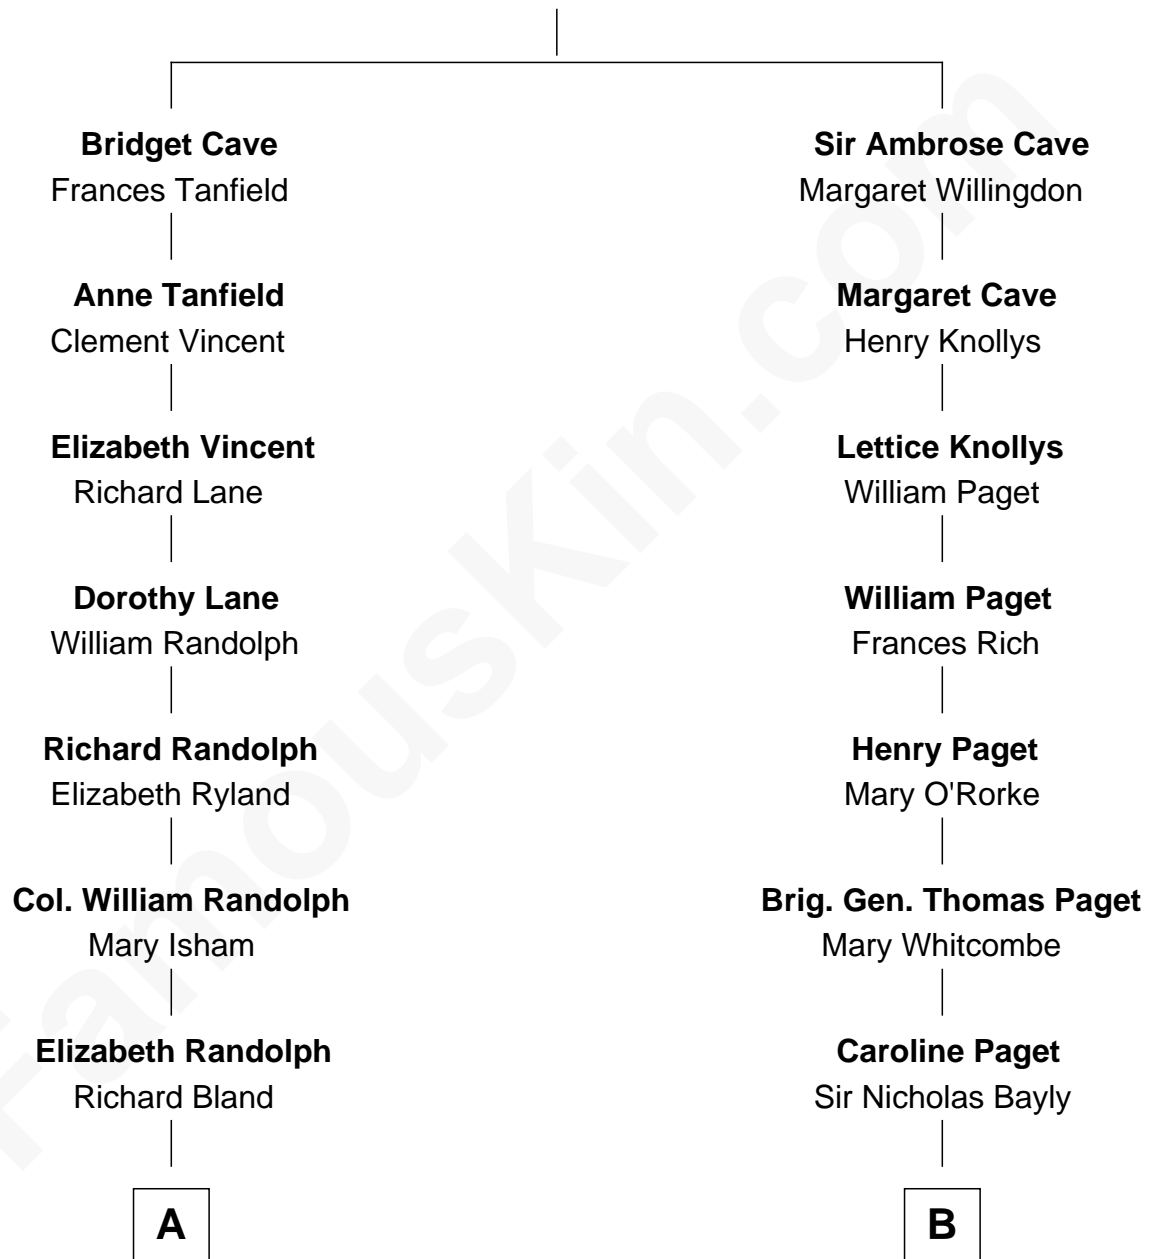 Bridget Cave
Frances Tanfield
Anne Tanfield
Clement Vincent
Elizabeth Vincent
Richard Lane
Dorothy Lane
William Randolph
Richard Randolph
Elizabeth Ryland
Col. William Randolph
Mary Isham
Elizabeth Randolph
Richard Bland
A
Sir Ambrose Cave
Margaret Willingdon
Margaret Cave
Henry Knollys
Lettice Knollys
William Paget
William Paget
Frances Rich
Henry Paget
Mary O'Rorke
Brig. Gen. Thomas Paget
Mary Whitcombe
Caroline Paget
Sir Nicholas Bayly
B
FamousKin.com